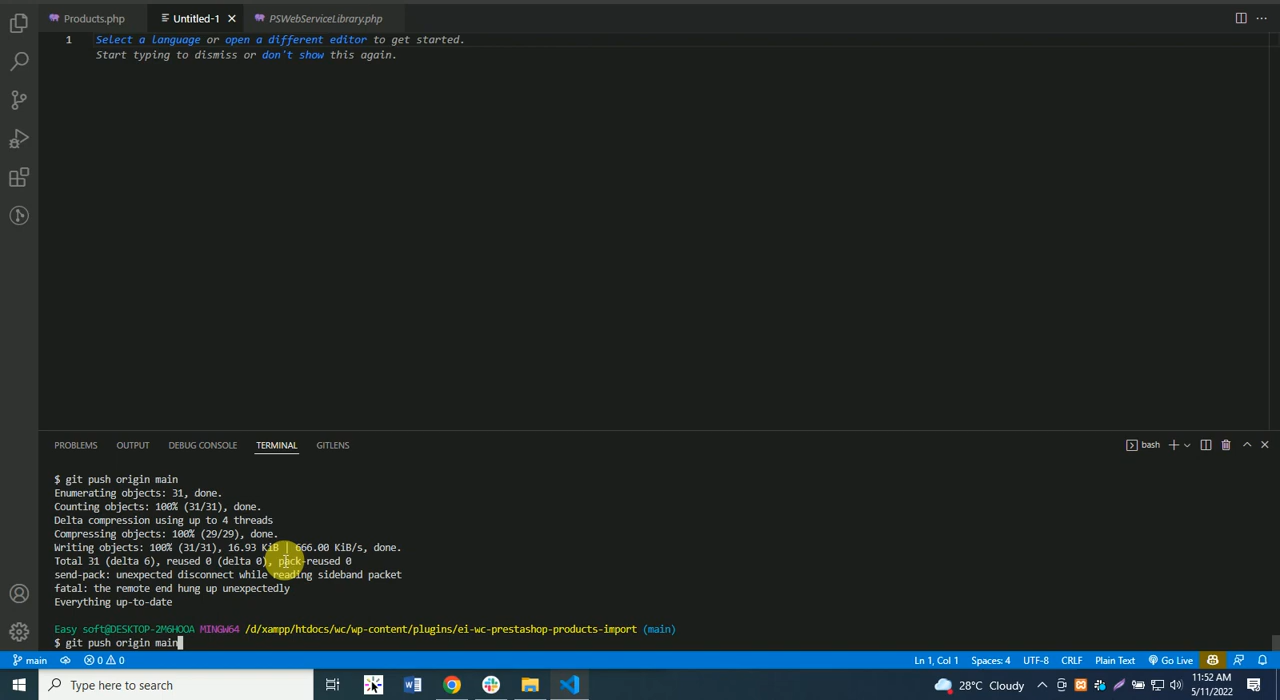 Products.php
Untitled-1
PSWebServiceLibrary.php
1 Select a language or open a different editor to get started.
Start typing to dismiss or don't show this again.
PROBLEMS OUTPUT DEBUG CONSOLE TERMINAL GITLENS
bash
$ git push origin main
Enumerating objects: 31, done.
Counting objects: 100% (31/31), done.
Delta compression using up to 4 threads
Compressing objects: 100% (29/29), done.
Writing objects: 100% (31/31), 16.93 KiB | 666.00 KiB/s, done.
Total 31 (delta 6), reused 0 (delta 0), pack-reused 0
send-pack: unexpected disconnect while reading sideband packet
fatal: the remote end hung up unexpectedly
Everything up-to-date
Easy soft@DESKTOP-2M6HOOA MINGW64 /d/xampp/htdocs/wc/wp-content/plugins/ei-wc-prestashop-products-import (main)
$ git push origin main
main 0 0 Ln 1, Col 1 Spaces: 4 UTF-8 CRLF Plain Text Go Live
Type here to search
28°C Cloudy
11:52 AM
5/11/2022